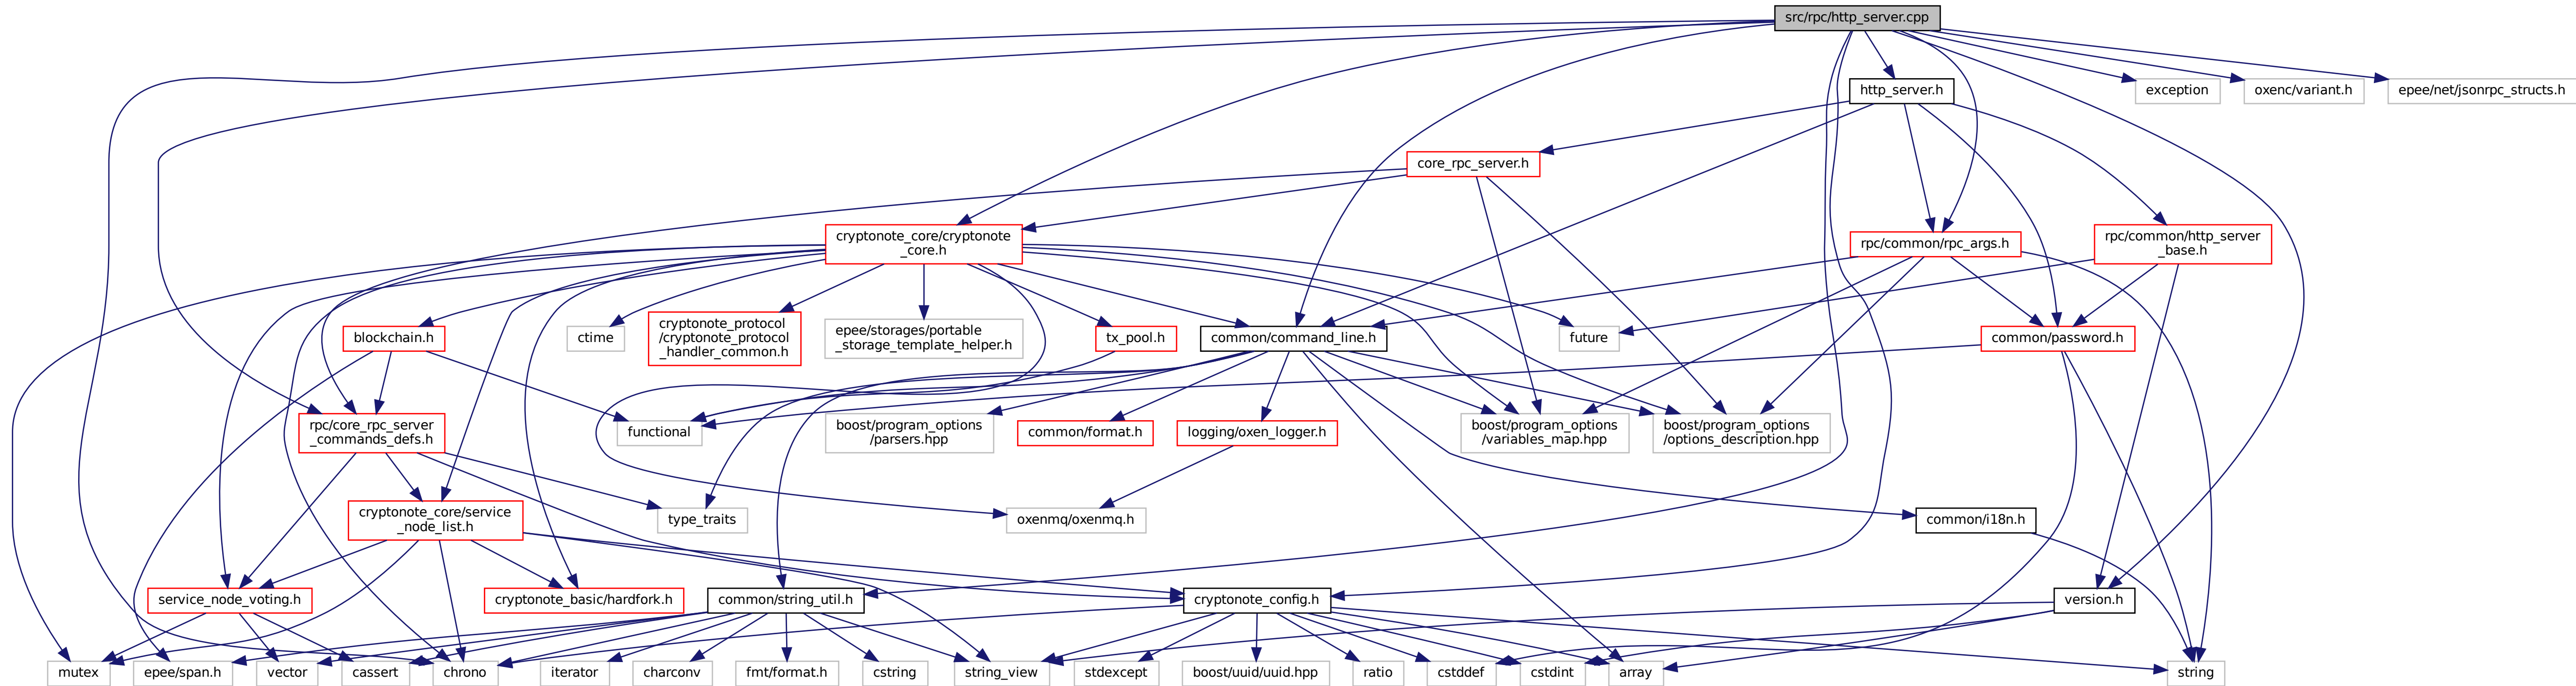 src/rpc/http_server.cpp
http_server.h
exception
oxenc/variant.h
epee/net/jsonrpc_structs.h
core_rpc_server.h
cryptonote_core/cryptonote
_core.h
rpc/common/rpc_args.h
rpc/common/http_server
_base.h
blockchain.h
ctime
cryptonote_protocol
/cryptonote_protocol
_handler_common.h
epee/storages/portable
_storage_template_helper.h
tx_pool.h
common/command_line.h
future
common/password.h
rpc/core_rpc_server
_commands_defs.h
functional
boost/program_options
/parsers.hpp
common/format.h
logging/oxen_logger.h
boost/program_options
/variables_map.hpp
boost/program_options
/options_description.hpp
cryptonote_core/service
_node_list.h
type_traits
oxenmq/oxenmq.h
common/i18n.h
service_node_voting.h
cryptonote_basic/hardfork.h
common/string_util.h
cryptonote_config.h
version.h
mutex
epee/span.h
vector
cassert
chrono
iterator
charconv
fmt/format.h
cstring
string_view
stdexcept
boost/uuid/uuid.hpp
ratio
cstddef
cstdint
array
string